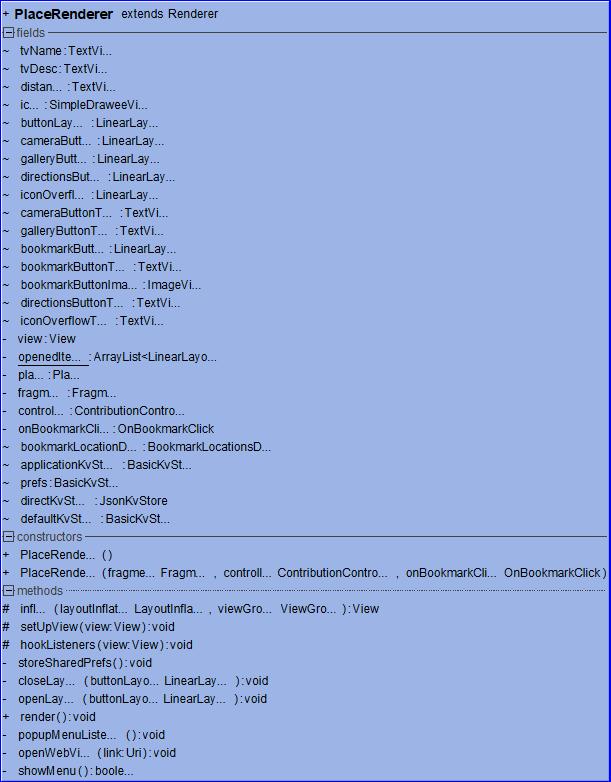 + PlaceRenderer extends Renderer
fields
~ tvName:TextVi...
~ tvDesc:TextVi...
~ distan... :TextVi...
~ ic... :SimpleDraweeVi...
~ buttonLay... :LinearLay...
~ cameraButt... :LinearLay...
~ galleryButt... :LinearLay...
~ directionsBut... :LinearLay...
~ iconOverfl... :LinearLay...
~ cameraButtonT... :TextVi...
~ galleryButtonT... :TextVi...
~ bookmarkButt... :LinearLay...
~ bookmarkButtonT... :TextVi...
~ bookmarkButtonIma... :ImageVi...
~ directionsButtonT... :TextVi...
~ iconOverflowT... :TextVi...
- view:View
- openedIte... :ArrayList<LinearLayo...
- pla... :Pla...
- fragm... :Fragm...
- control... :ContributionContro...
- onBookmarkCli... :OnBookmarkClick
~ bookmarkLocationD... :BookmarkLocationsD...
~ applicationKvSt... :BasicKvSt...
~ prefs:BasicKvSt...
~ directKvSt... :JsonKvStore
~ defaultKvSt... :BasicKvSt...
constructors
+ PlaceRende... ()
+ PlaceRende... (fragme... Fragm... , controll... ContributionContro... , onBookmarkCli... OnBookmarkClick)
methods
# infl... (layoutInflat... LayoutInfla... , viewGro... ViewGro... ):View
# setUpView(view:View):void
# hookListeners(view:View):void
- storeSharedPrefs():void
- closeLay... (buttonLayo... LinearLay... ):void
- openLay... (buttonLayo... LinearLay... ):void
+ render():void
- popupMenuListe... ():void
- openWebVi... (link:Uri):void
- showMenu():boole...